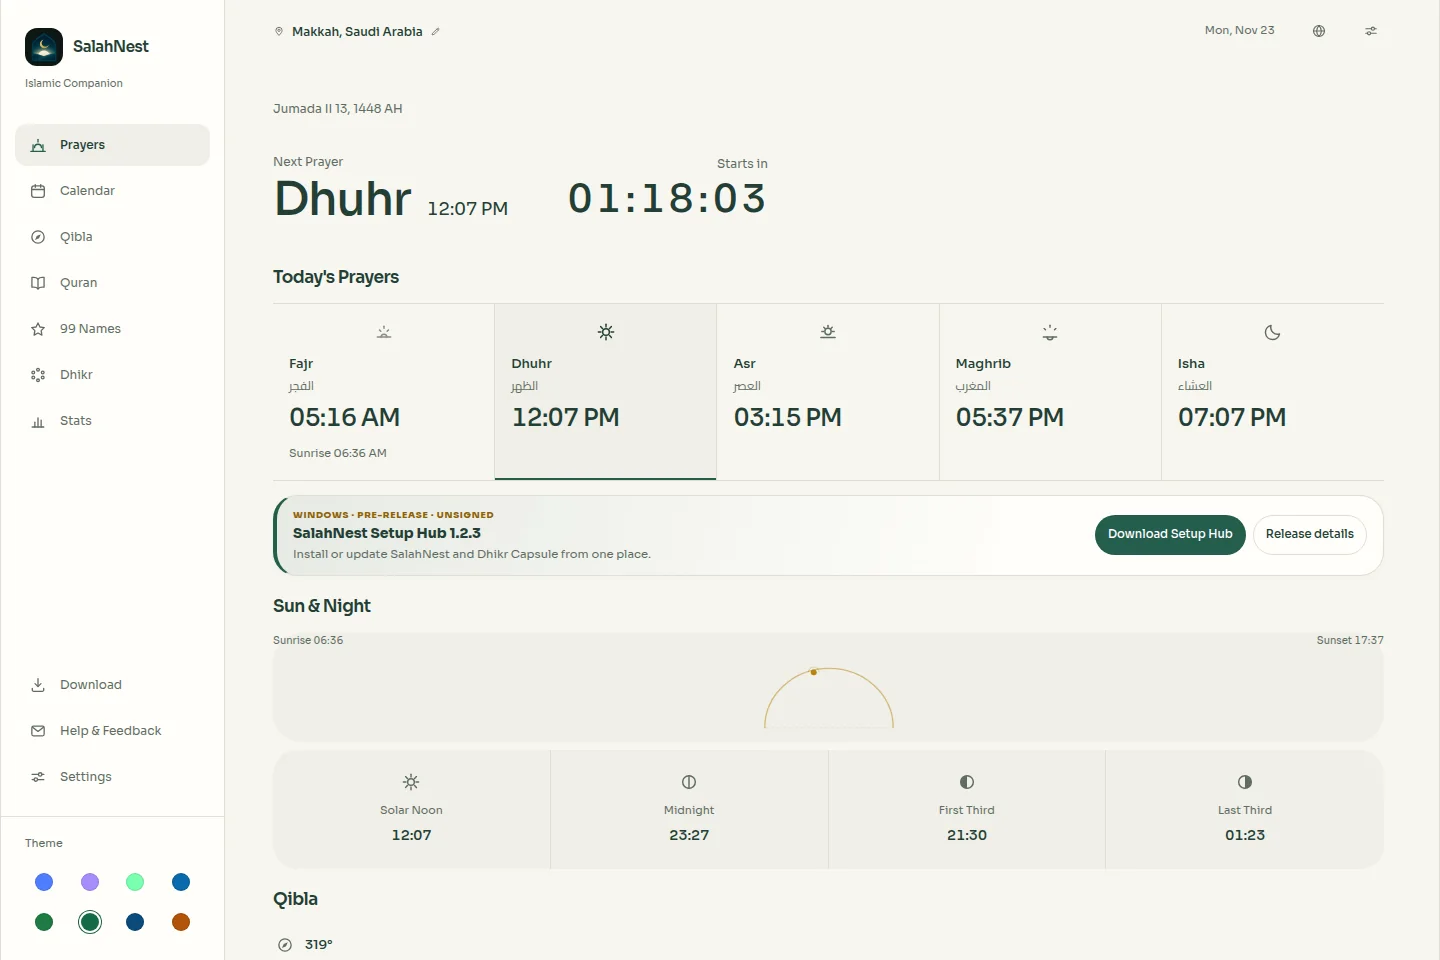 SalahNest
Islamic Companion
Prayers
Calendar
Qibla
Quran
99 Names
Dhikr
Stats
Download
Help & Feedback
Settings
Theme
Makkah, Saudi Arabia
Mon, Nov 23
Jumada II 13, 1448 AH
Next Prayer
Dhuhr 12:07 PM
Starts in
01:18:03
Today's Prayers
Fajr
الفجر
05:16 AM
Sunrise 06:36 AM
Dhuhr
الظهر
12:07 PM
Asr
العصر
03:15 PM
Maghrib
المغرب
05:37 PM
Isha
العشاء
07:07 PM
WINDOWS · PRE-RELEASE · UNSIGNED
SalahNest Setup Hub 1.2.3
Install or update SalahNest and Dhikr Capsule from one place.
Download Setup Hub
Release details
Sun & Night
Sunrise 06:36
Sunset 17:37
Solar Noon
12:07
Midnight
23:27
First Third
21:30
Last Third
01:23
Qibla
319°